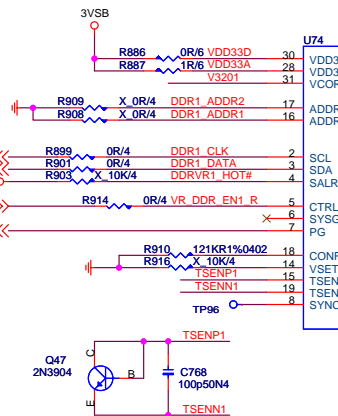 3VSB
U74
R886 0R/6 VDD33D 30 VDD3
R887 1R/6 VDD33A 28 VDD3
V3201 31 VCOR
R909 X_0R/4 DDR1_ADDR2 17 ADDR
R908 X_0R/4 DDR1_ADDR1 16 ADDR
R899 0R/4 DDR1_CLK 2 SCL
R901 0R/4 DDR1_DATA 3 SDA
R903 X_10K/4 DDRVR1_HOT# 4 SALR
R914 0R/4 VR_DDR_EN1_R 5 CTRL
6 SYSG
7 PG
R910 121KR1%0402 18 CONF
R916 X_10K/4 14 VSET
TSENP1 15 TSEN
TSENN1 19 TSEN
TP96 8 SYNC
TSENP1
Q47
2N3904
C
B
E
C768
100p50N4
TSENN1